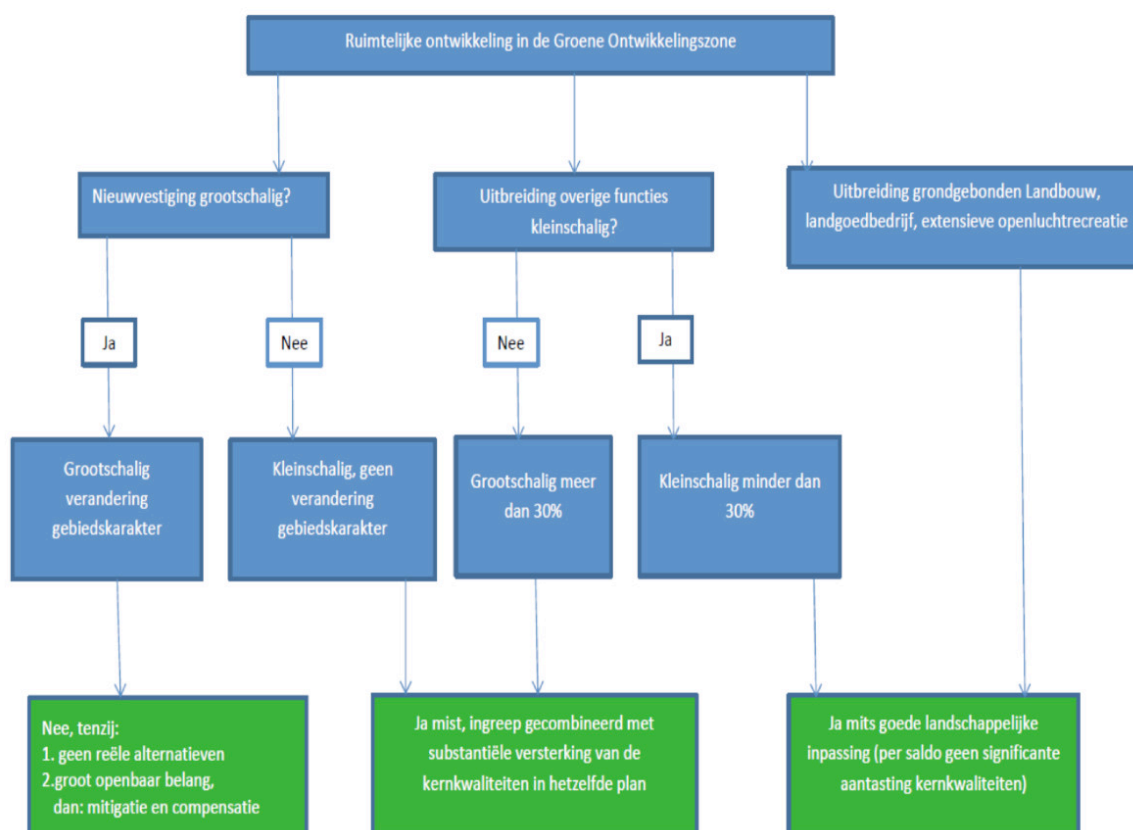 Ruimtelijke ontwikkeling in de Groene Ontwikkelingszone
Nieuwvestiging grootschalig?
Uitbreiding overige functies
kleinschalig?
Uitbreiding grondgebonden Landbouw,
landgoedbedrijf, extensieve openluchtrecreatie
Ja
Nee
Nee
Ja
Grootschalig
verandering
gebiedskarakter
Kleinschalig, geen
verandering
gebiedskarakter
Grootschalig meer
dan 30%
Kleinschalig minder dan
30%
Nee, tenzij:
1. geen reële alternatieven
2.groot openbaar belang,
dan: mitigatie en compensatie
Ja mist, ingreep gecombineerd met
substantiële versterking van de
kernkwaliteiten in hetzelfde plan
Ja mits goede landschappelijke
inpassing (per saldo geen significante
aantasting kernkwaliteiten)